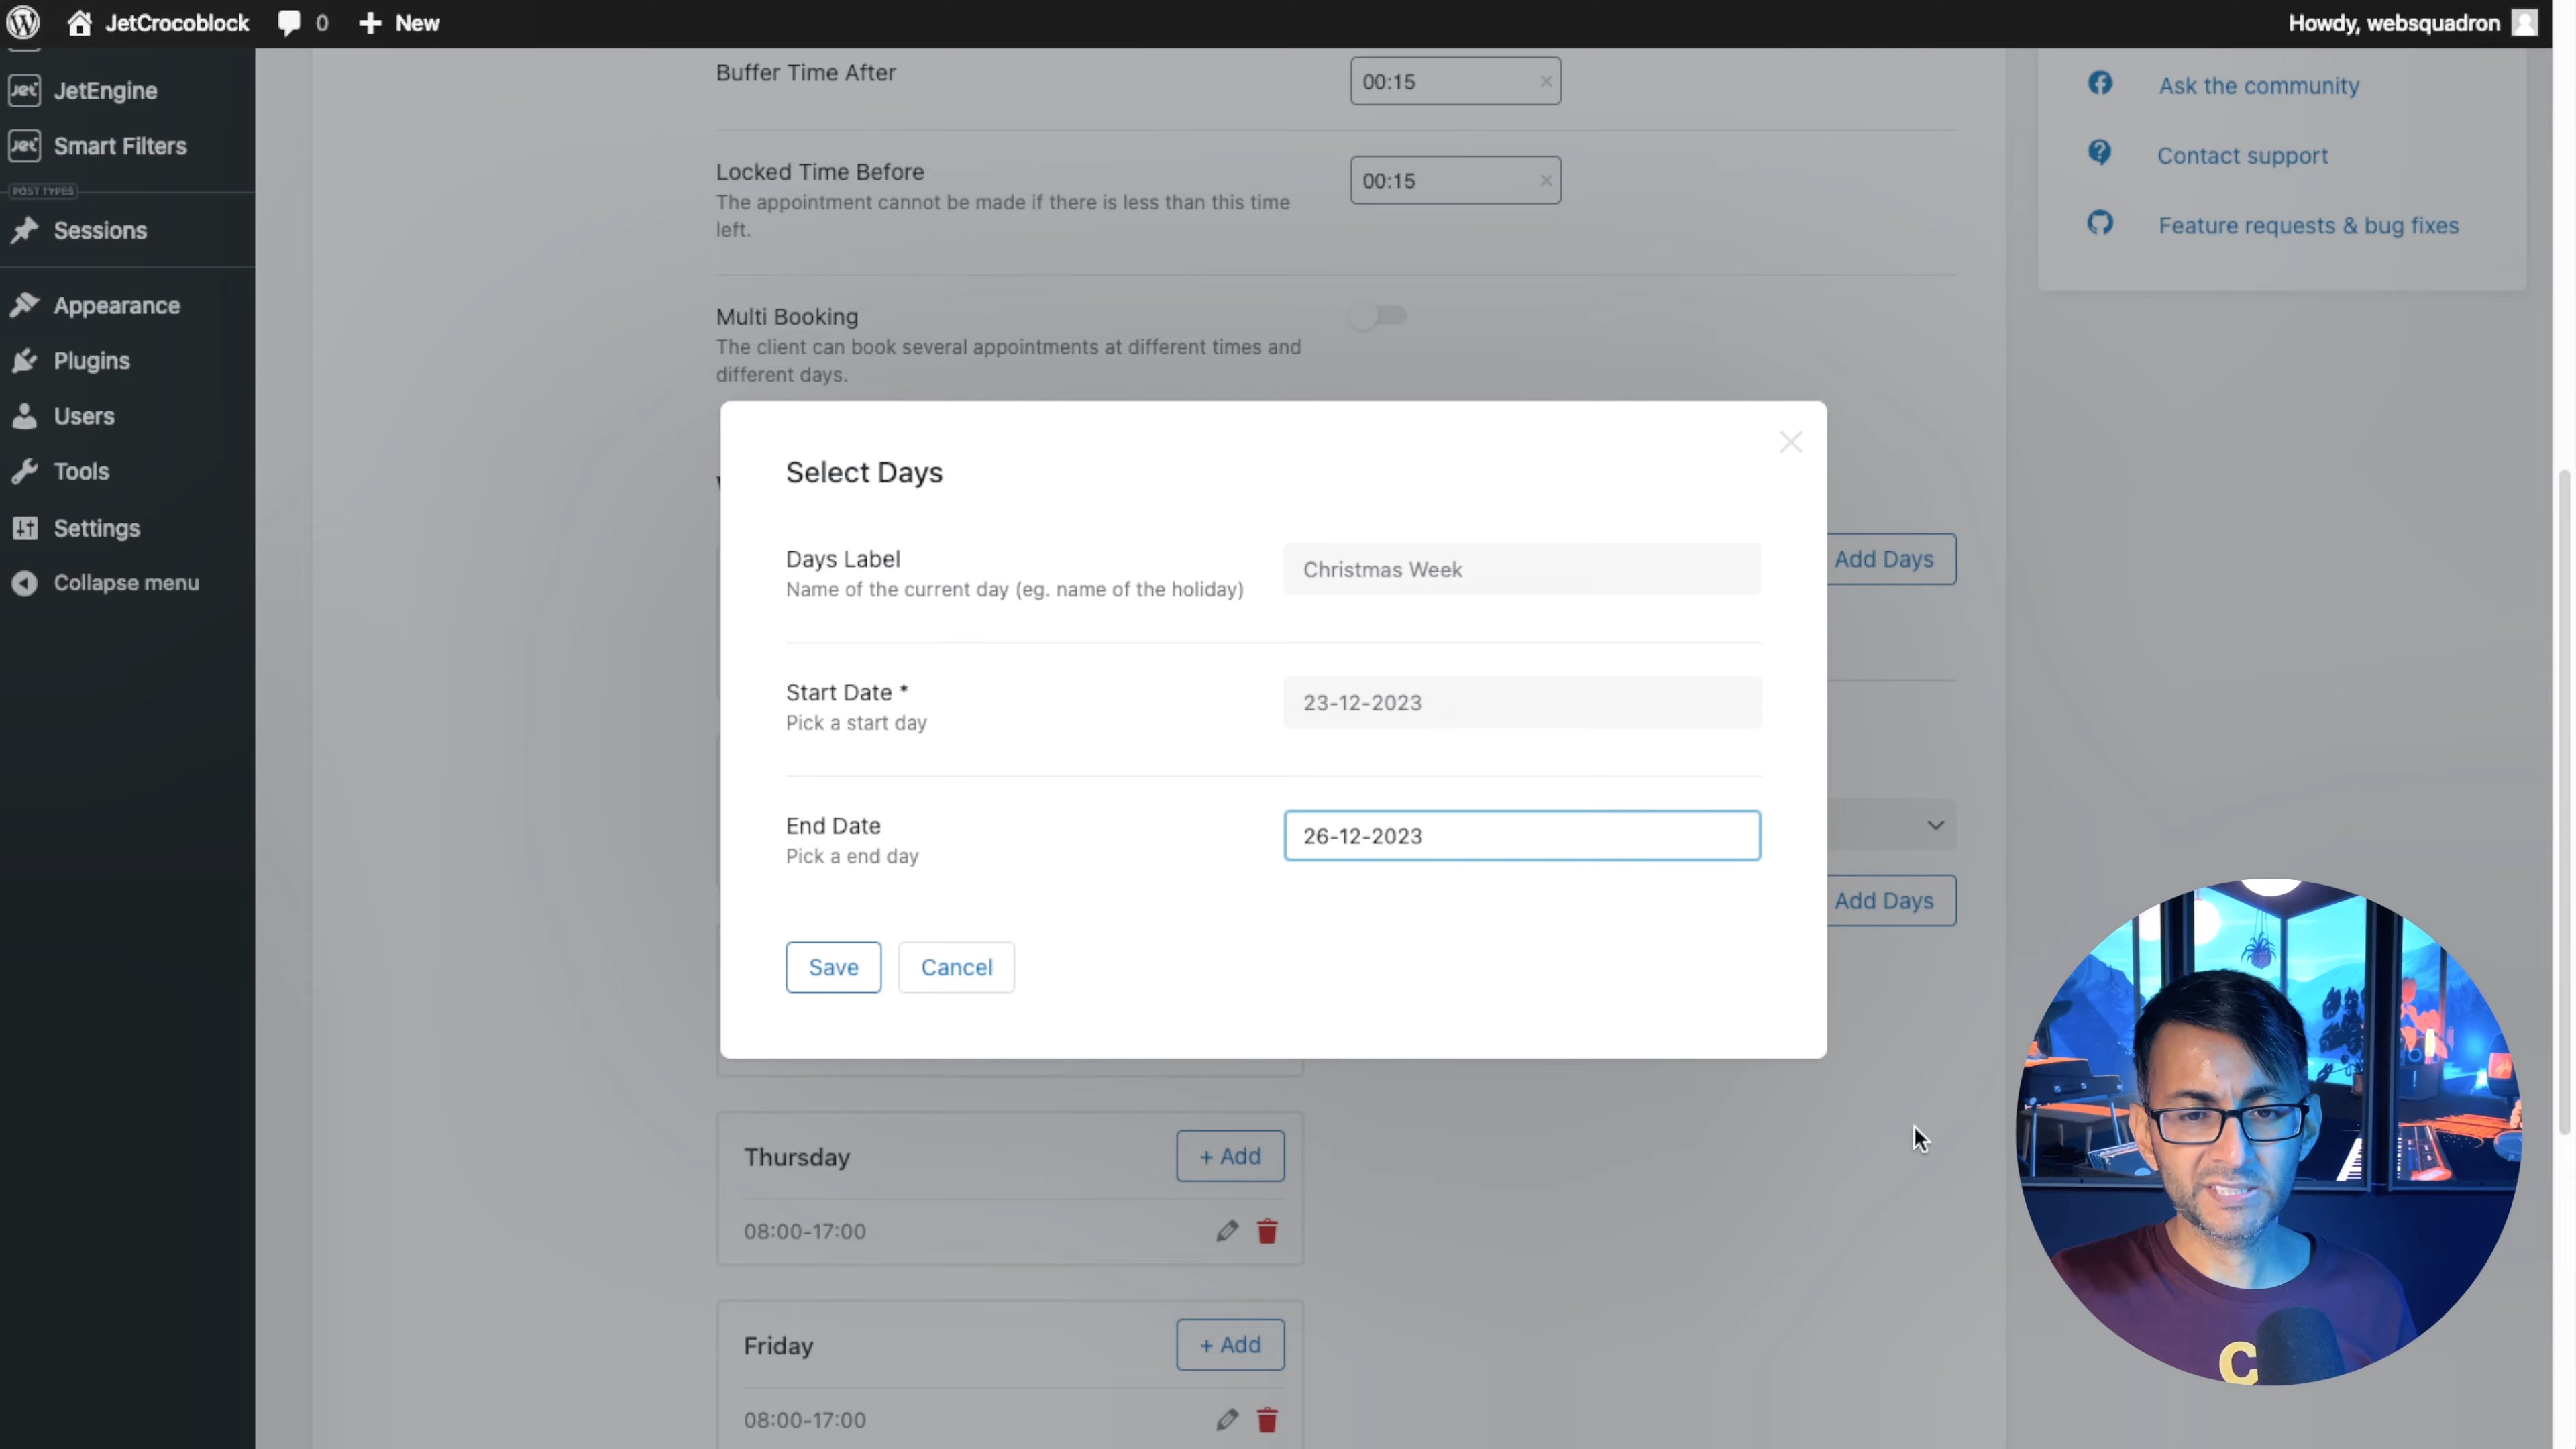 JetCrocoblock 0 + New Howdy, websquadron
JetEngine
Smart Filters
POST TYPES
Sessions
Appearance
Plugins
Users
Tools
Settings
Collapse menu
Buffer Time After
00:15
Locked Time Before
The appointment cannot be made if there is less than this time
left.
00:15
Multi Booking
The client can book several appointments at different times and
different days.
Ask the community
Contact support
Feature requests & bug fixes
Select Days
Days Label
Name of the current day (eg. name of the holiday)
Christmas Week
Start Date *
Pick a start day
23-12-2023
End Date
Pick a end day
26-12-2023
Save Cancel
Add Days
Add Days
Thursday + Add
08:00-17:00
Friday + Add
08:00-17:00
C